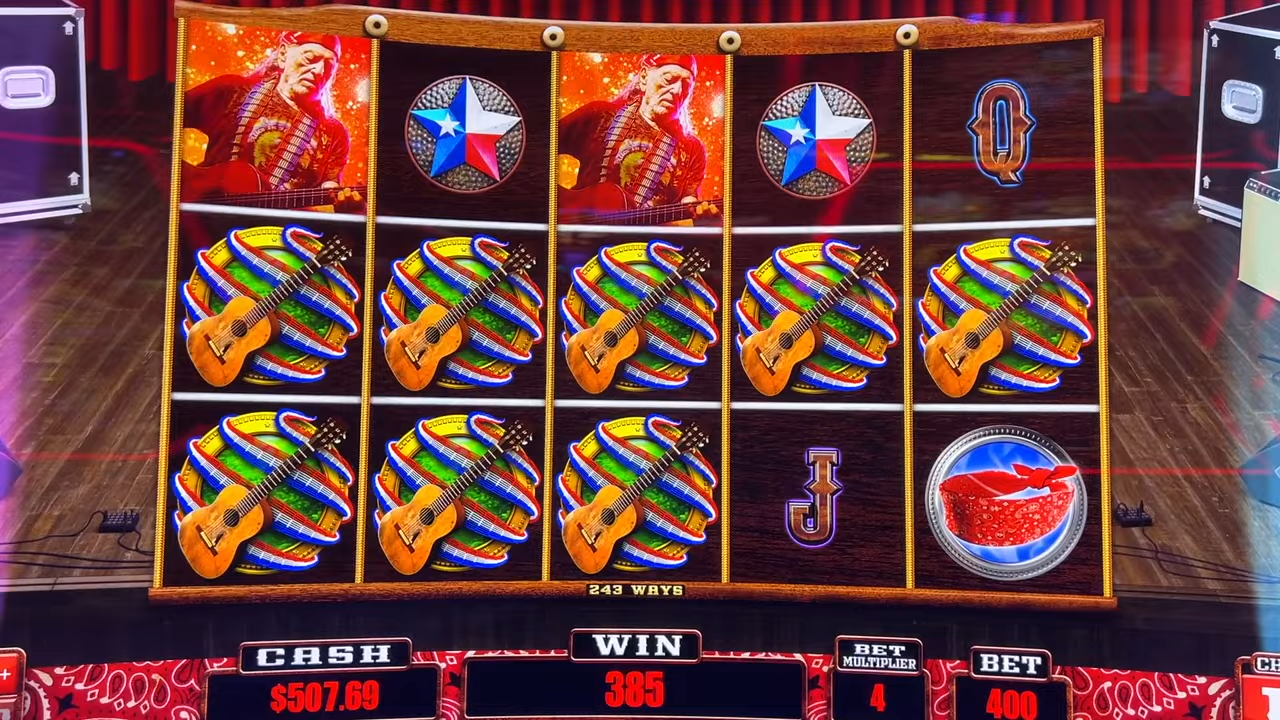 Q
J
243 WAYS
CASH
$507.69
WIN
385
BET
MULTIPLIER
4
BET
400